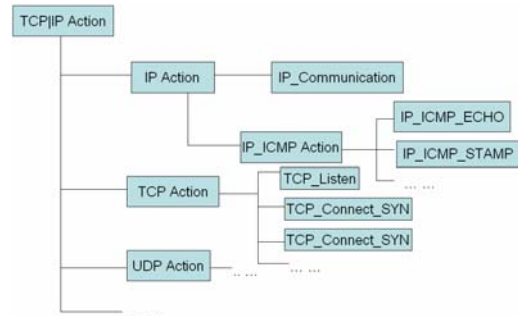 TCP|IP Action
IP Action
IP_Communication
IP_ICMP_ECHO
IP_ICMP Action
IP_ICMP_STAMP
... ...
TCP Action
TCP_Listen
TCP_Connect_SYN
TCP_Connect_SYN
UDP Action
.. ...
... ...
... ...